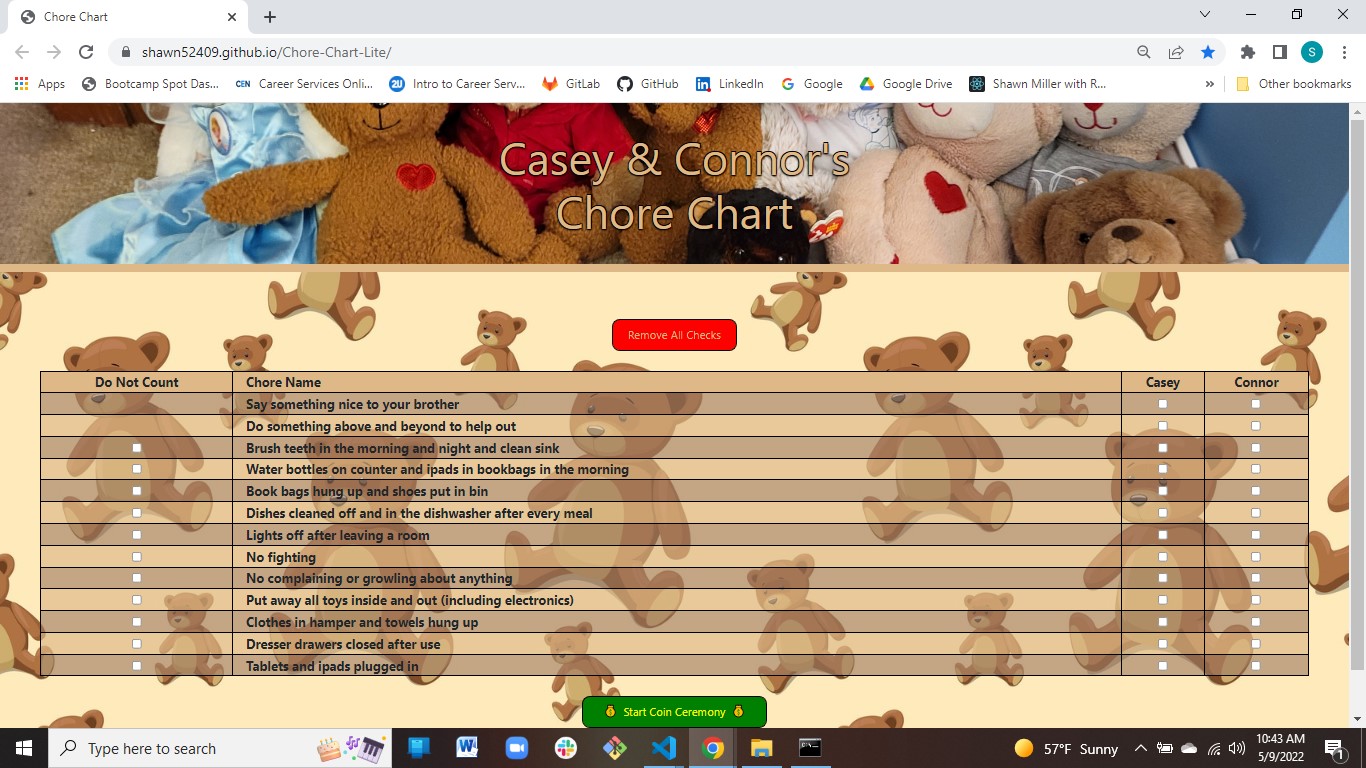 Chore Chart
shawn52409.github.io/Chore-Chart-Lite/
S
Apps
Bootcamp Spot Das...
CEN Career Services Onli...
2U Intro to Career Serv...
GitLab
GitHub
LinkedIn
Google
Google Drive
Shawn Miller with R...
»
Other bookmarks
Casey & Connor's
Chore Chart
Remove All Checks
Do Not Count Chore Name Casey Connor
Say something nice to your brother
Do something above and beyond to help out
Brush teeth in the morning and night and clean sink
Water bottles on counter and ipads in bookbags in the morning
Book bags hung up and shoes put in bin
Dishes cleaned off and in the dishwasher after every meal
Lights off after leaving a room
No fighting
No complaining or growling about anything
Put away all toys inside and out (including electronics)
Clothes in hamper and towels hung up
Dresser drawers closed after use
Tablets and ipads plugged in
Start Coin Ceremony
Type here to search
57°F Sunny
10:43 AM
5/9/2022
1